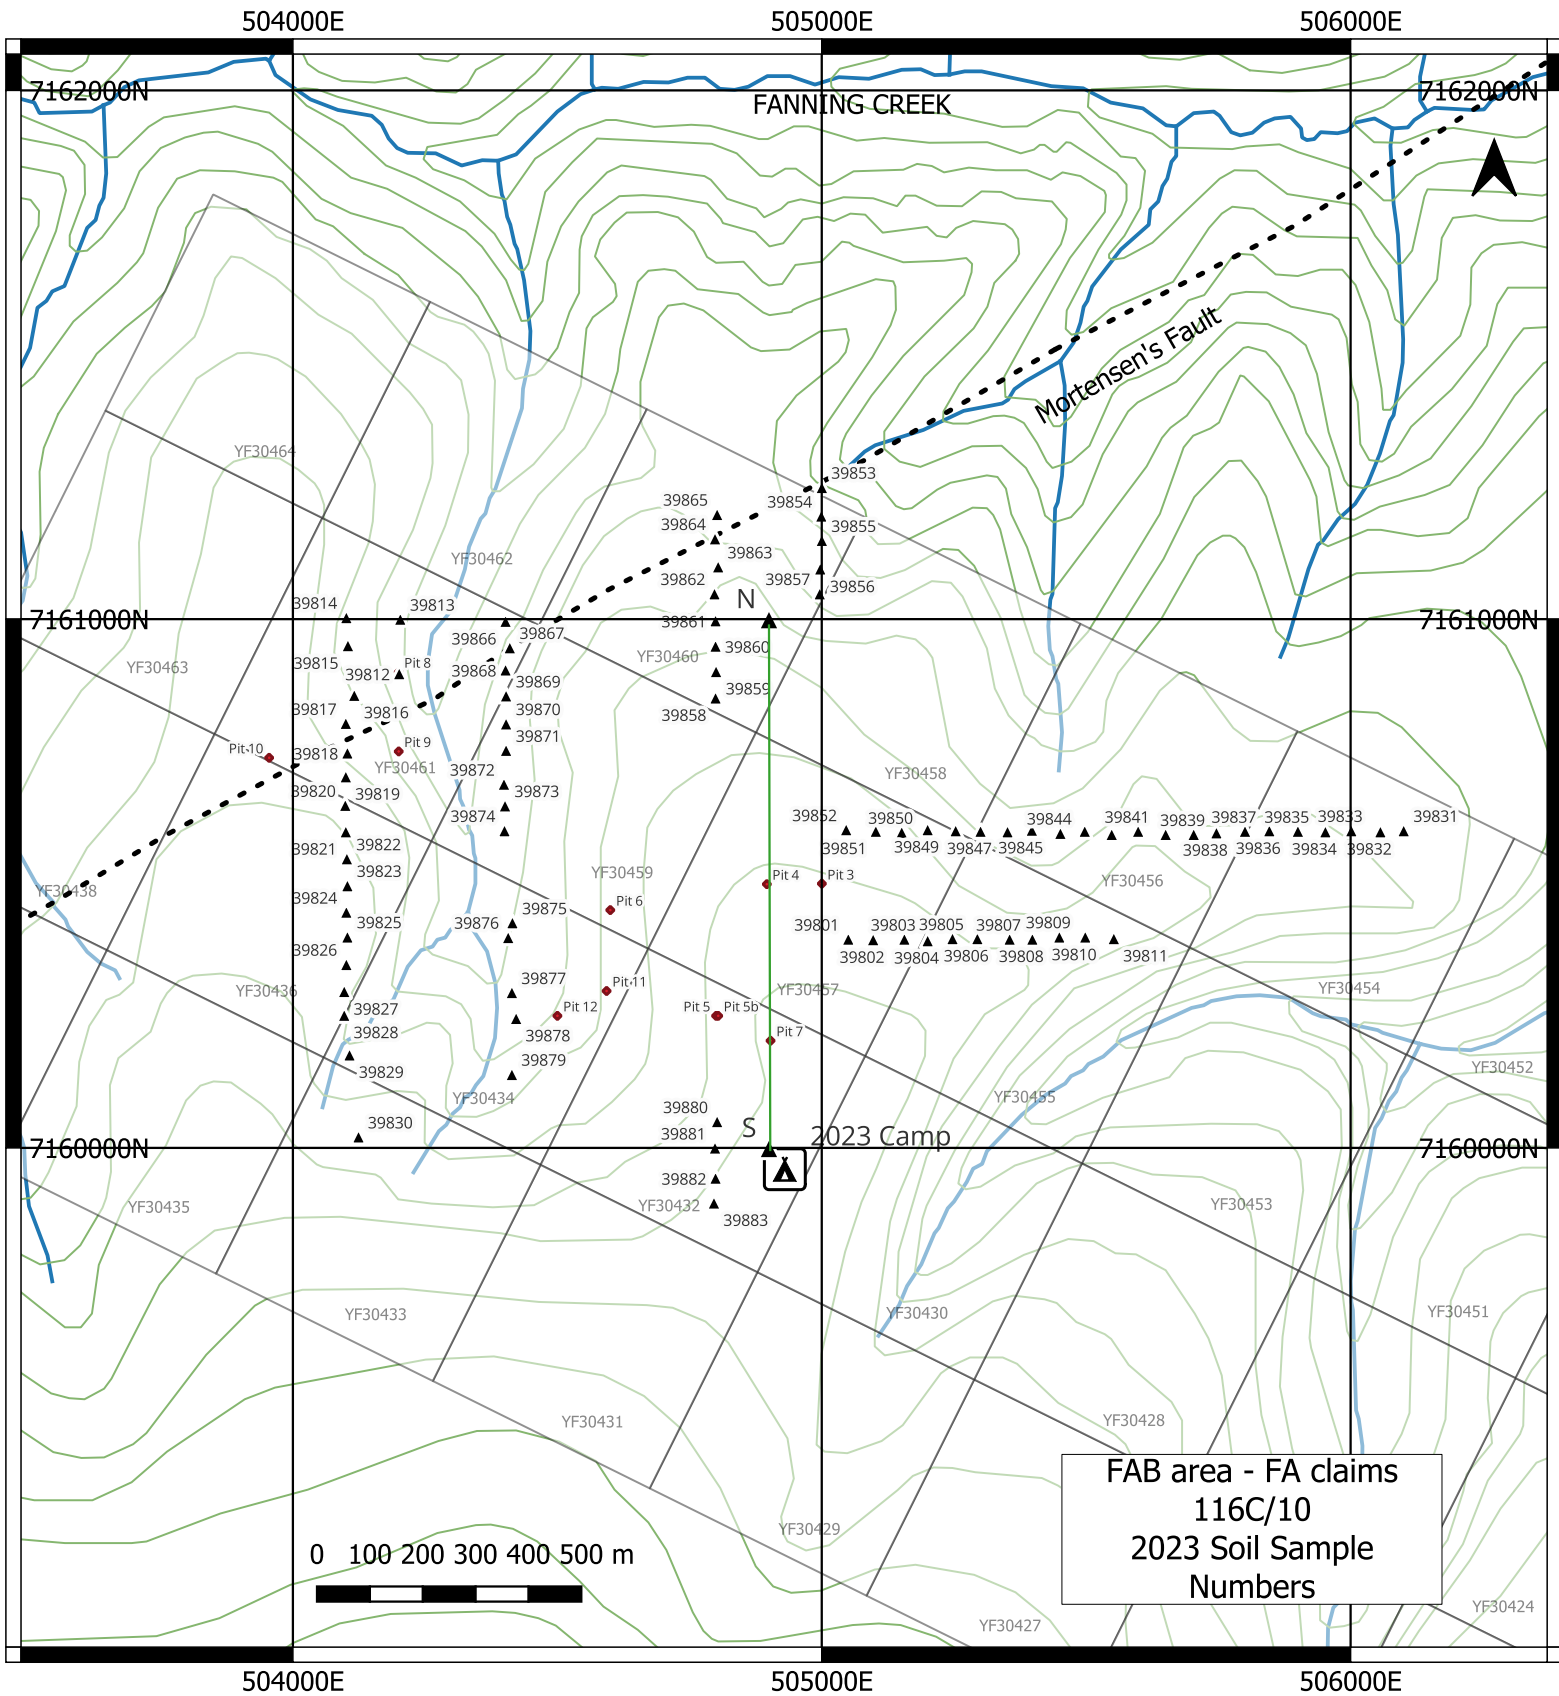 504000E 505000E 506000E
7162000N FANNING CREEK 7162000N
Mortensen's Fault
YF30464
39853
39865 39854
39864 39855
YF30462 39863
39862 39857 39856
39814 39813 N
7161000N 39866 39867 39861 7161000N
39860
YF30463 39815 39812 Pit 8 39868 YF30460
39869 39859
39817 39816 39870 39858
39871
Pit 10 39818 Pit 9
YF30461 39872 YF30458
39820 39819 39873
39874 39852 39850 39844 39841 39839 39837 39835 39833 39831
39821 39822 39851 39849 39847 39845 39838 39836 39834 39832
39823 YF30459 Pit 4 Pit 3 YF30456
YF30438 39824 Pit 6
39825 39876 39875 39801 39803 39805 39807 39809
39826 39802 39804 39806 39808 39810 39811
YF30436 39877 Pit 11 YF30457 YF30454
39827 Pit 12 Pit 5 Pit 5b
39828 39878 Pit 7
39829 39879 YF30452
YF30434 YF30455
39830 39880
39881 S 2023 Camp
7160000N 7160000N
39882
YF30435 YF30432 YF30453
39883
YF30433 YF30430 YF30451
YF30431 YF30428
FAB area - FA claims
116C/10
2023 Soil Sample
Numbers
YF30429
0 100 200 300 400 500 m
YF30427 YF30424
504000E 505000E 506000E